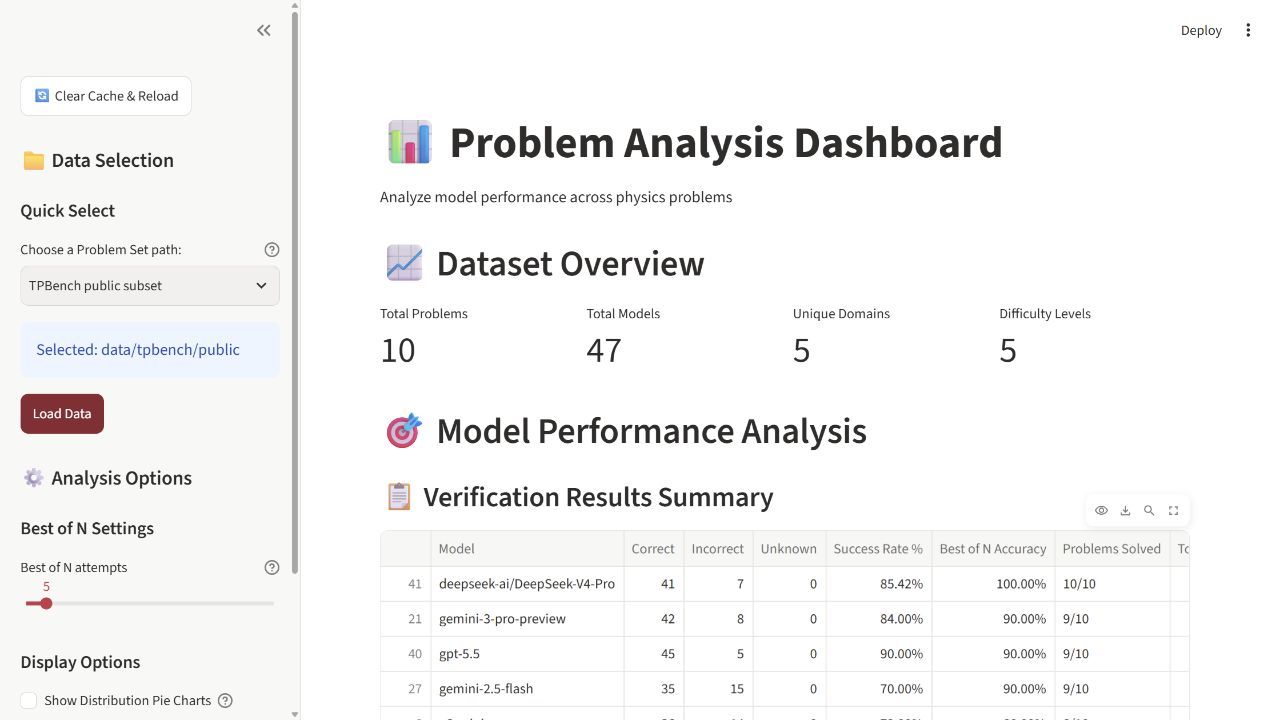 Deploy
Clear Cache & Reload
Data Selection
Quick Select
Choose a Problem Set path:
TPBench public subset
Selected: data/tpbench/public
Load Data
Analysis Options
Best of N Settings
Best of N attempts
5
Display Options
Show Distribution Pie Charts
Problem Analysis Dashboard
Analyze model performance across physics problems
Dataset Overview
Total Problems Total Models Unique Domains Difficulty Levels
10 47 5 5
Model Performance Analysis
Verification Results Summary
Model Correct Incorrect Unknown Success Rate % Best of N Accuracy Problems Solved
41 deepseek-ai/DeepSeek-V4-Pro 41 7 0 85.42% 100.00% 10/10
21 gemini-3-pro-preview 42 8 0 84.00% 90.00% 9/10
40 gpt-5.5 45 5 0 90.00% 90.00% 9/10
27 gemini-2.5-flash 35 15 0 70.00% 90.00% 9/10